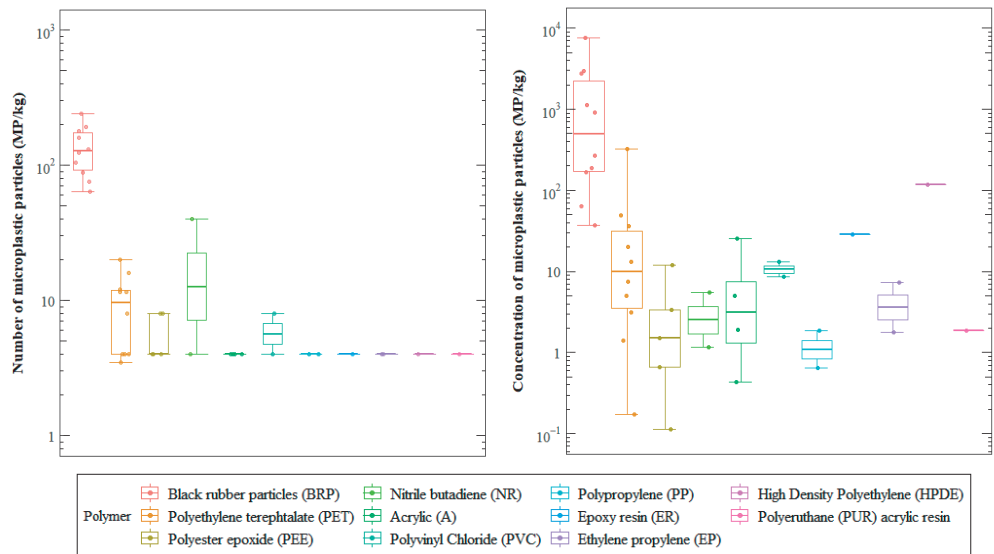 Number of microplastic particles (MP/kg)
10³
10²
10
1
Concentration of microplastic particles (MP/kg)
10⁴
10³
10²
10
1
10⁻¹
Polymer
Black rubber particles (BRP)
Polyethylene terephtalate (PET)
Polyester epoxide (PEE)
Nitrile butadiene (NR)
Acrylic (A)
Polyvinyl Chloride (PVC)
Polypropylene (PP)
Epoxy resin (ER)
Ethylene propylene (EP)
High Density Polyethylene (HPDE)
Polyeruthane (PUR) acrylic resin